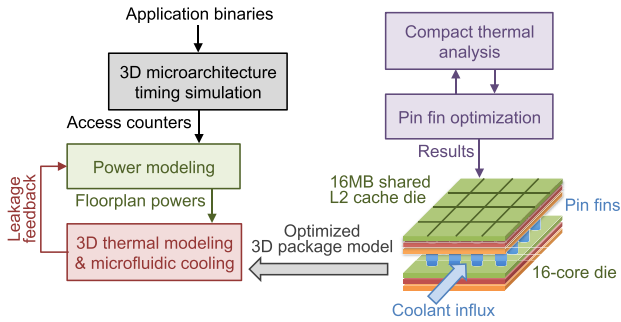 Application binaries
3D microarchitecture
timing simulation
Access counters
Power modeling
Floorplan powers
Leakage
feedback
3D thermal modeling
& microfluidic cooling
Compact thermal
analysis
Pin fin optimization
Results
16MB shared
L2 cache die
Pin fins
Optimized
3D package model
16-core die
Coolant influx